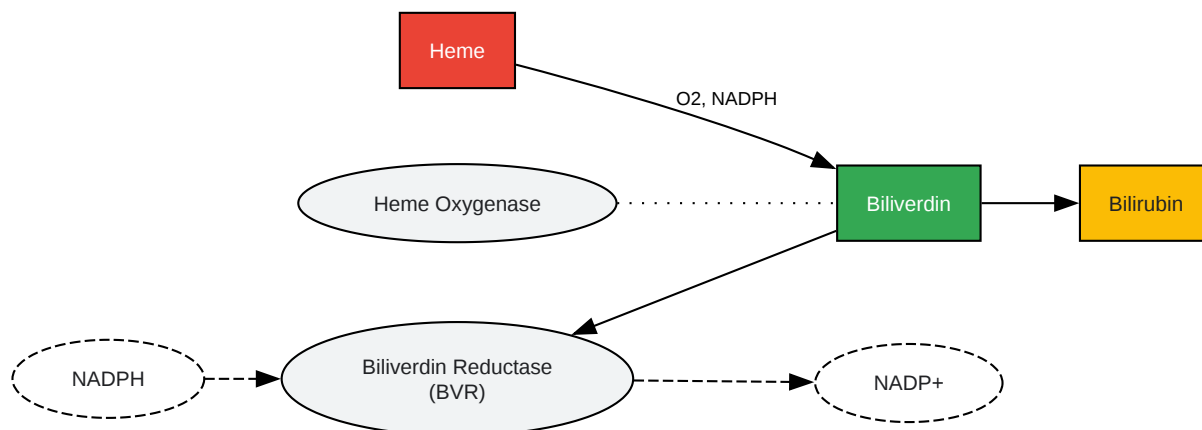 Heme
O2, NADPH
Heme Oxygenase
Biliverdin
Bilirubin
NADPH
Biliverdin Reductase
(BVR)
NADP+